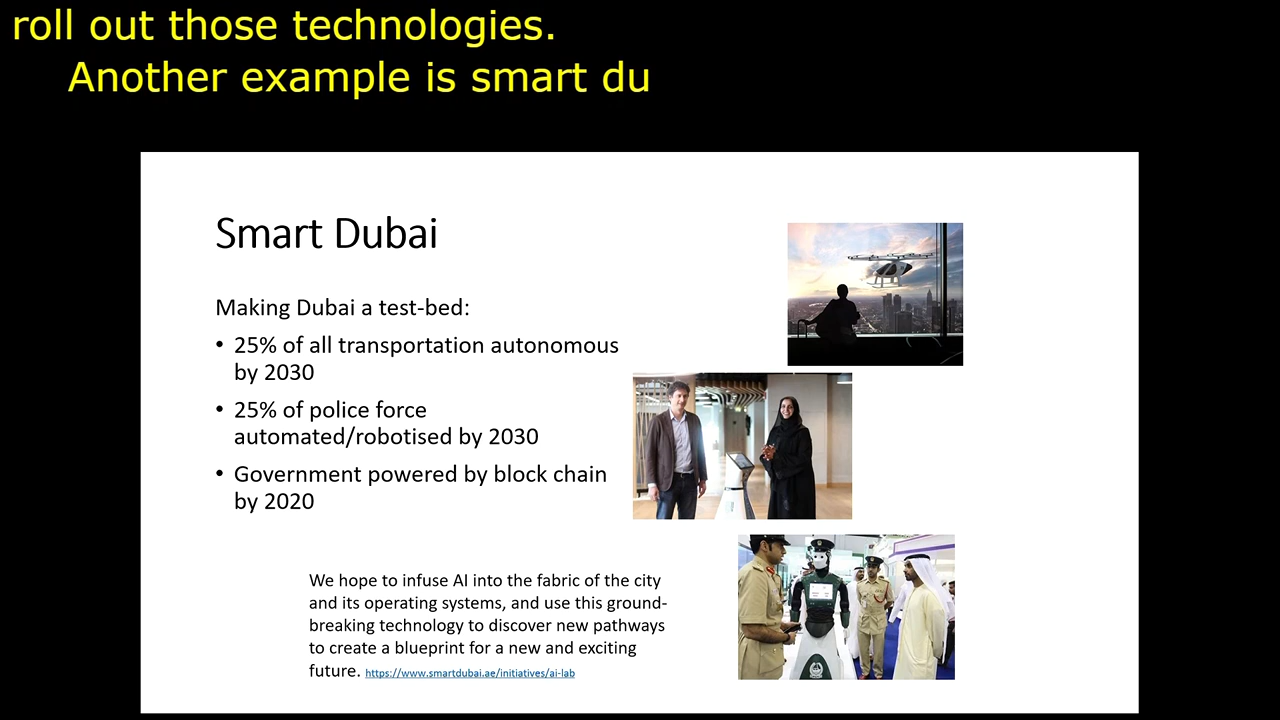 roll out those technologies.
Another example is smart du
Smart Dubai
Making Dubai a test-bed:
• 25% of all transportation autonomous
by 2030
• 25% of police force
automated/robotised by 2030
• Government powered by block chain
by 2020
We hope to infuse AI into the fabric of the city
and its operating systems, and use this ground-
breaking technology to discover new pathways
to create a blueprint for a new and exciting
future. https://www.smartdubai.ae/initiatives/ai-lab